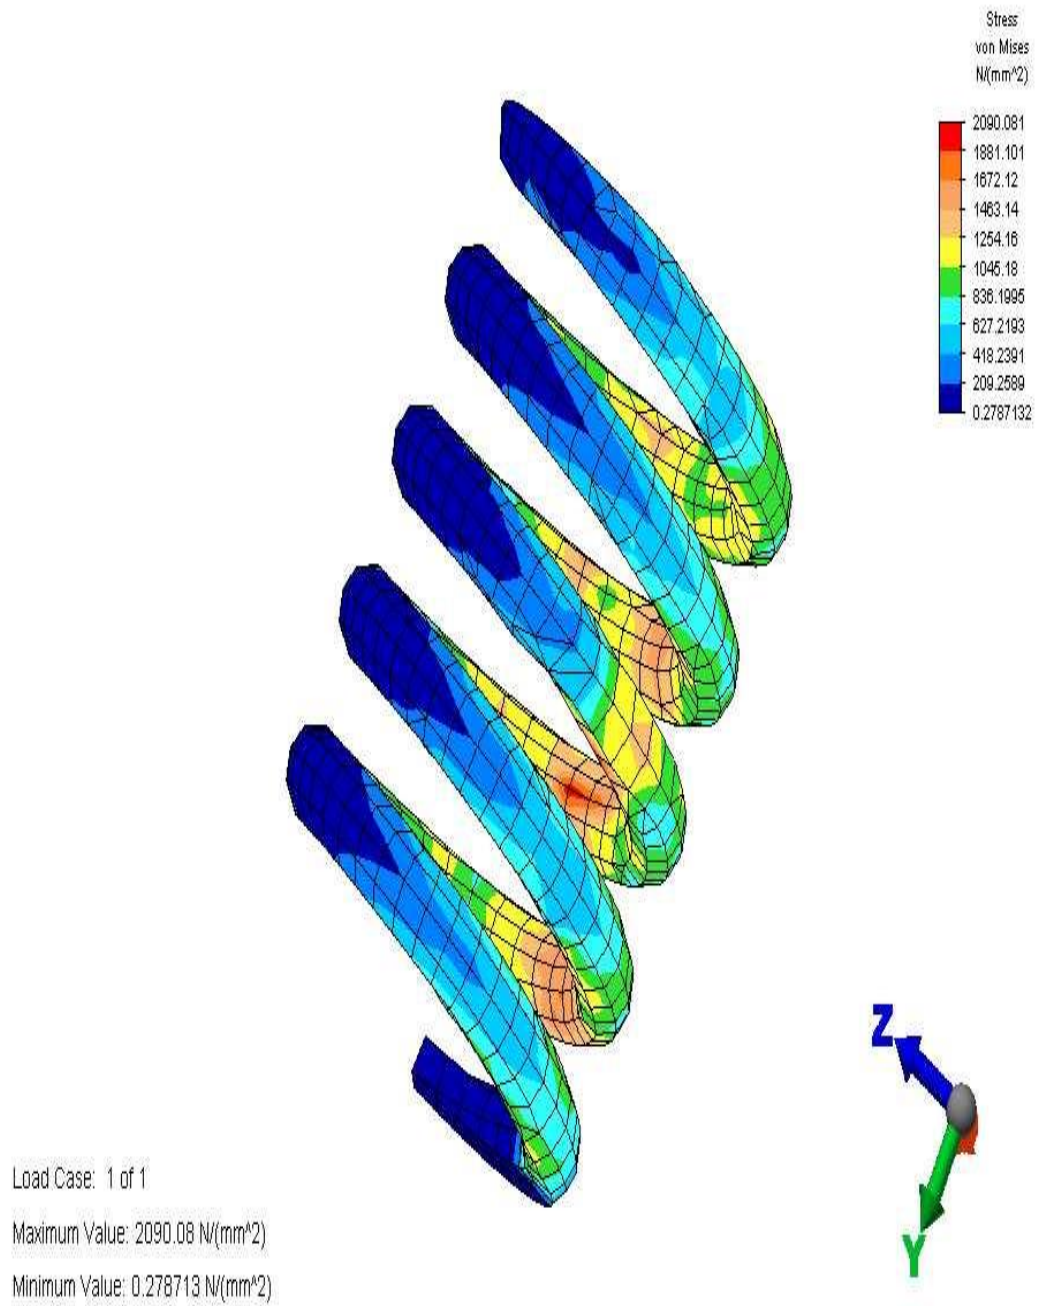 Stress
von Mises
N/(mm^2)
2090.081
1881.101
1672.12
1463.14
1254.16
1045.18
836.1995
627.2193
418.2391
209.2589
0.2787132
Z
Y
Load Case: 1 of 1
Maximum Value: 2090.08 N/(mm^2)
Minimum Value: 0.278713 N/(mm^2)